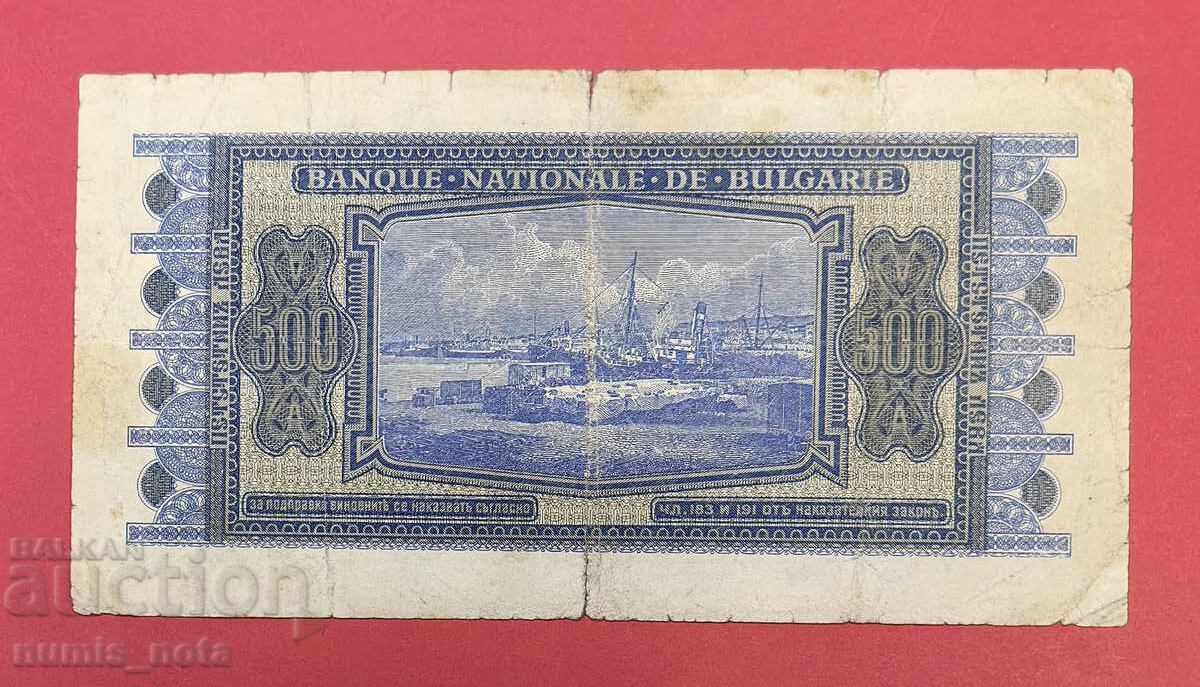 BANQUE • NATIONALE • DE • BULGARIE
500
500
За подправка виновнитѣ се наказватъ съгласно
чл. 183 и 191 отъ наказателния законъ
BALKAN
auction
numis_nota